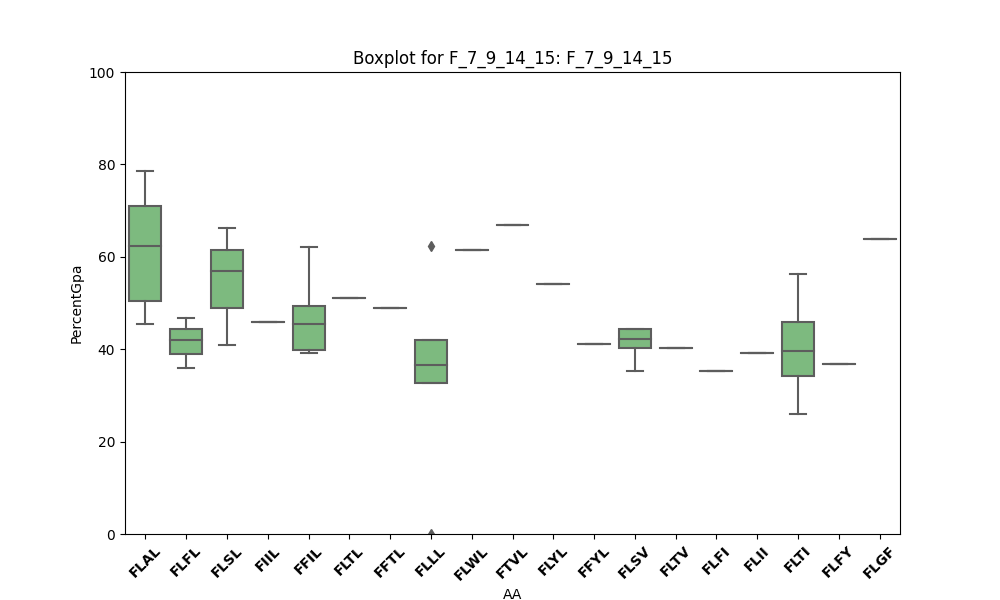 Boxplot for F_7_9_14_15: F_7_9_14_15
100
80
60
40
20
0
PercentGpa
FLAL FLFL FLSL FIIL FFIL FLTL FFTL FLLL FLWL FTVL FLYL FFYL FLSV FLTV FLFI FLII FLTI FLFY FLGF
AA